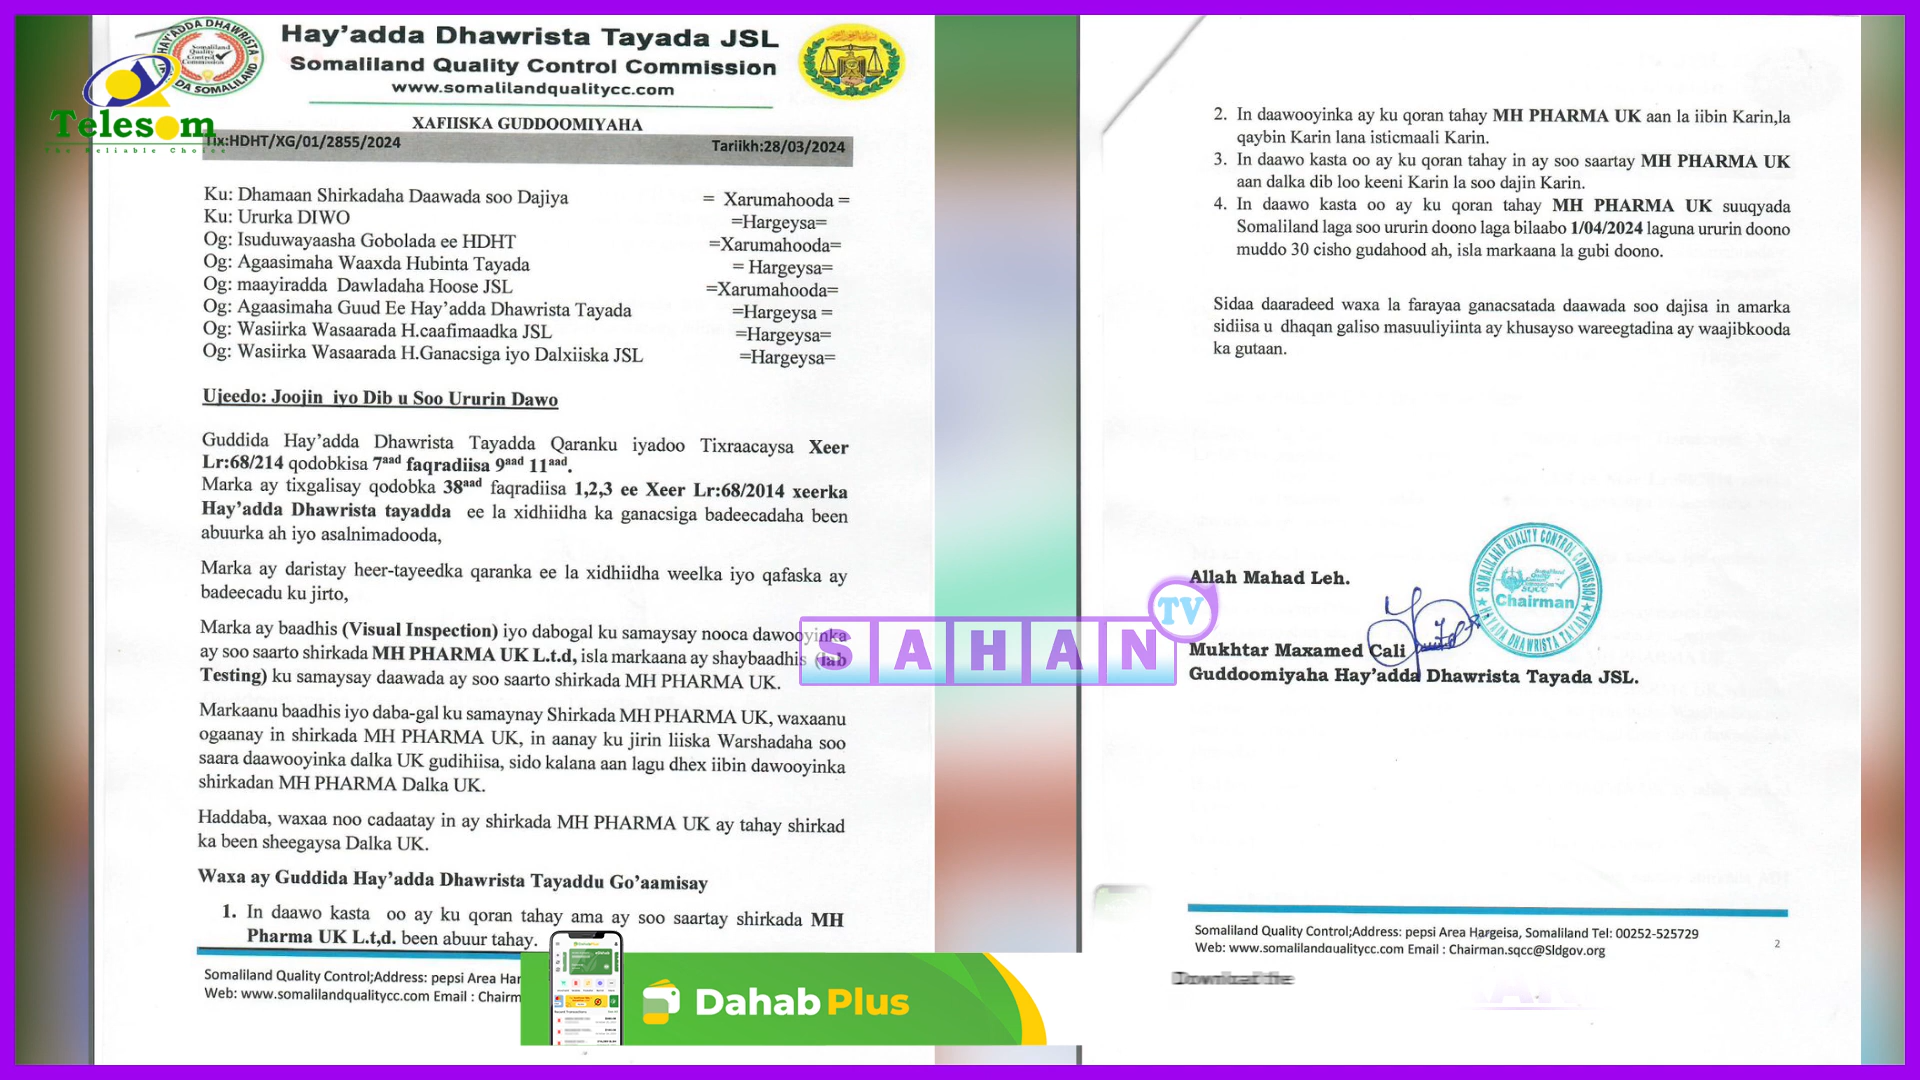 Hay'adda Dhawrista Tayada JSL
Somaliland Quality Control Commission
www.somalilandqualitycc.com
Telesom
The Reliable Choice
XAFIISKA GUDDOOMIYAHA
Tix:HDHT/XG/01/2855/2024 Tariikh:28/03/2024
Ku: Dhamaan Shirkadaha Daawada soo Dajiya = Xarumahooda =
Ku: Ururka DIWO =Hargeysa=
Og: Isuduwayaasha Gobolada ee HDHT =Xarumahooda=
Og: Agaasimaha Waaxda Hubinta Tayada = Hargeysa=
Og: maayiradda Dawladaha Hoose JSL =Xarumahooda=
Og: Agaasimaha Guud Ee Hay'adda Dhawrista Tayada =Hargeysa =
Og: Wasiirka Wasaarada H.caafimaadka JSL =Hargeysa=
Og: Wasiirka Wasaarada H.Ganacsiga iyo Dalxiiska JSL =Hargeysa=
Ujeedo: Joojin iyo Dib u Soo Ururin Dawo
Guddida Hay'adda Dhawrista Tayadda Qaranku iyadoo Tixraacaysa Xeer
Lr:68/214 qodobkisa 7aad faqradiisa 9aad 11aad.
Marka ay tixgalisay qodobka 38aad faqradiisa 1,2,3 ee Xeer Lr:68/2014 xeerka
Hay'adda Dhawrista tayadda ee la xidhiidha ka ganacsiga badeecadaha been
abuurka ah iyo asalnimadooda,
Marka ay daristay heer-tayeedka qaranka ee la xidhiidha weelka iyo qafaska ay
badeecadu ku jirto,
Marka ay baadhis (Visual Inspection) iyo dabogal ku samaysay nooca dawooyinka
ay soo saarto shirkada MH PHARMA UK L.t.d, isla markaana ay shaybaadhis (lab
Testing) ku samaysay daawada ay soo saarto shirkada MH PHARMA UK.
Markaanu baadhis iyo daba-gal ku samaynay Shirkada MH PHARMA UK, waxaanu
ogaanay in shirkada MH PHARMA UK, in aanay ku jirin liiska Warshadaha soo
saara daawooyinka dalka UK gudihiisa, sido kalana aan lagu dhex iibin dawooyinka
shirkadan MH PHARMA Dalka UK.
Haddaba, waxaa noo cadaatay in ay shirkada MH PHARMA UK ay tahay shirkad
ka been sheegaysa Dalka UK.
Waxa ay Guddida Hay'adda Dhawrista Tayaddu Go'aamisay
1. In daawo kasta oo ay ku qoran tahay ama ay soo saartay shirkada MH
Pharma UK L.t,d. been abuur tahay.
Somaliland Quality Control;Address: pepsi Area Har
Web: www.somalilandqualitycc.com Email : Chairm
Dahab Plus
SAHAN TV
2. In daawooyinka ay ku qoran tahay MH PHARMA UK aan la iibin Karin,la
qaybin Karin lana isticmaali Karin.
3. In daawo kasta oo ay ku qoran tahay in ay soo saartay MH PHARMA UK
aan dalka dib loo keeni Karin la soo dajin Karin.
4. In dawo kasta oo ay ku qoran tahay MH PHARMA UK suuqyada
Somaliland laga soo ururin doono laga bilaabo 1/04/2024 laguna ururin doono
muddo 30 cisho gudahood ah, isla markaana la gubi doono.
Sidaa daaradeed waxa la farayaa ganacsatada daawada soo dajisa in amarka
sidiisa u dhaqan galiso masuuliyiinta ay khusayso wareegtadina ay waajibkooda
ka gutaan.
Allah Mahad Leh.
SOMALILAND QUALITY CONTROL COMMISSION
Chairman
HAYADA DHAWRISTA TAYADA
Mukhtar Maxamed Cali
Guddoomiyaha Hay'adda Dhawrista Tayada JSL.
Somaliland Quality Control;Address: pepsi Area Hargeisa, Somaliland Tel: 00252-525729
Web: www.somalilandqualitycc.com Email : Chairman.sqcc@Sldgov.org
2
Download the